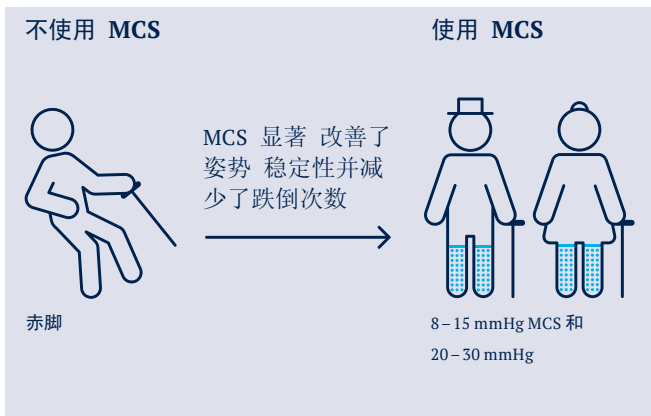 不使用 MCS
使用 MCS
MCS 显著 改善了
姿势 稳定性并减
少了跌倒次数
赤脚
8–15 mmHg MCS 和
20–30 mmHg